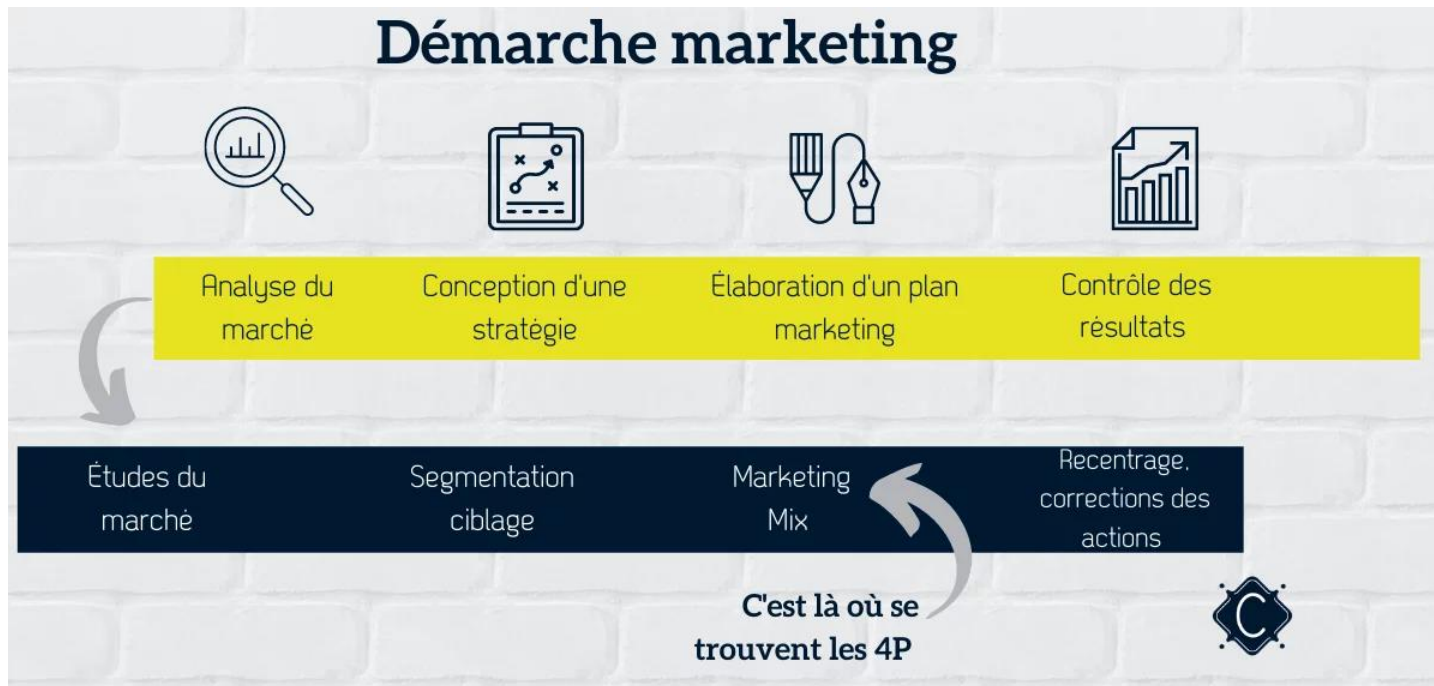 Démarche marketing
Analyse du
marché
Conception d'une
stratégie
Élaboration d'un plan
marketing
Contrôle des
résultats
Études du
marché
Segmentation
ciblage
Marketing
Mix
Recentrage,
corrections des
actions
C'est là où se
trouvent les 4P
C